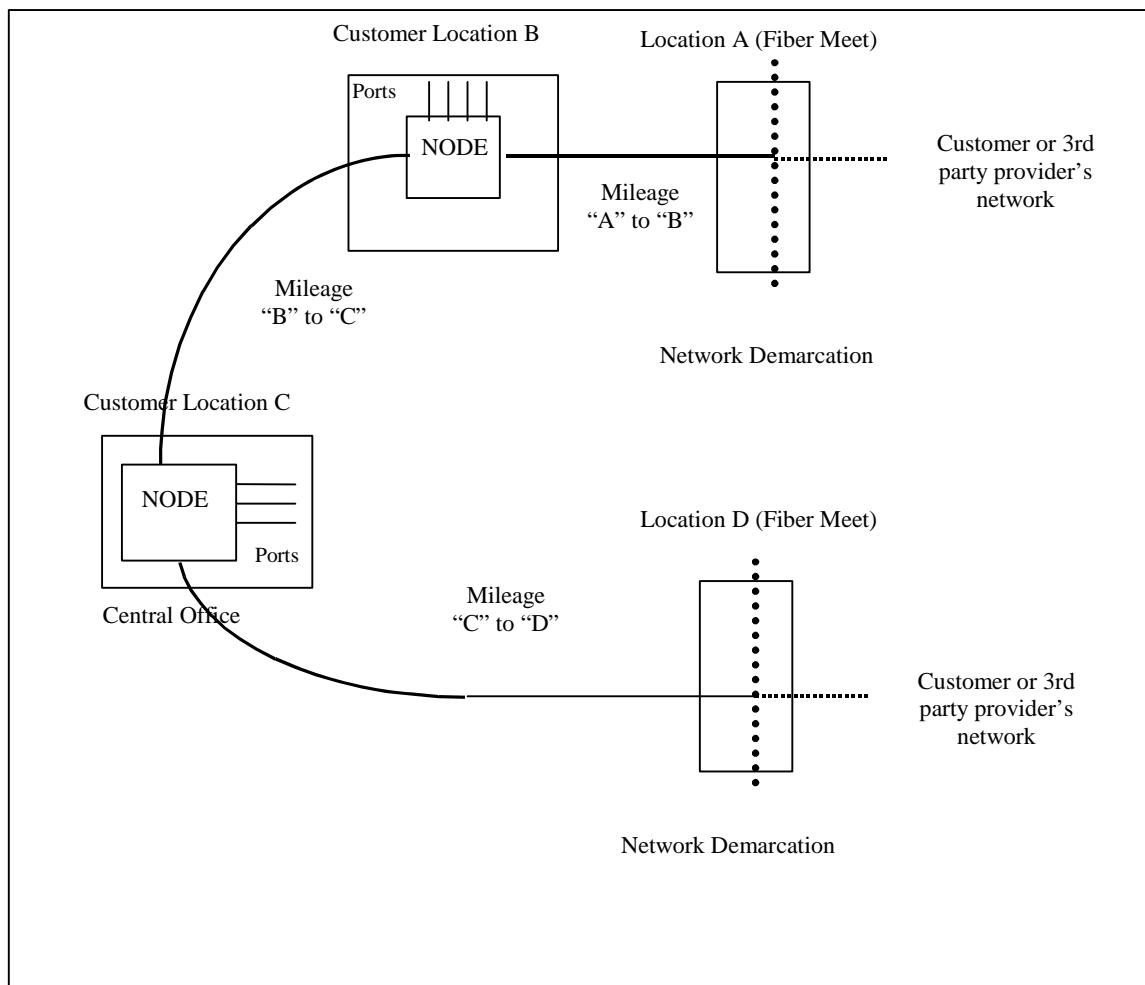 Customer Location B
Location A (Fiber Meet)
Ports
NODE
Customer or 3rd
party provider's
network
Mileage
“A” to “B”
Mileage
“B” to “C”
Network Demarcation
Customer Location C
NODE
Ports
Central Office
Location D (Fiber Meet)
Mileage
“C” to “D”
Customer or 3rd
party provider's
network
Network Demarcation